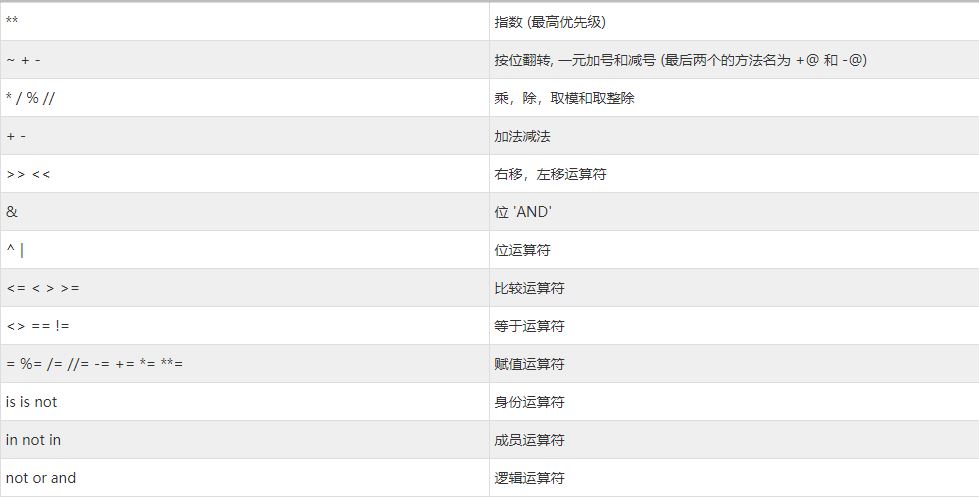 ** 指数 (最高优先级)
~ + - 按位翻转, 一元加号和减号 (最后两个的方法名为 +@ 和 -@)
* / % // 乘，除，取模和取整除
+ - 加法减法
>> << 右移，左移运算符
& 位 'AND'
^ | 位运算符
<= < > >= 比较运算符
<> == != 等于运算符
= %= /= //= -= += *= **= 赋值运算符
is is not 身份运算符
in not in 成员运算符
not or and 逻辑运算符